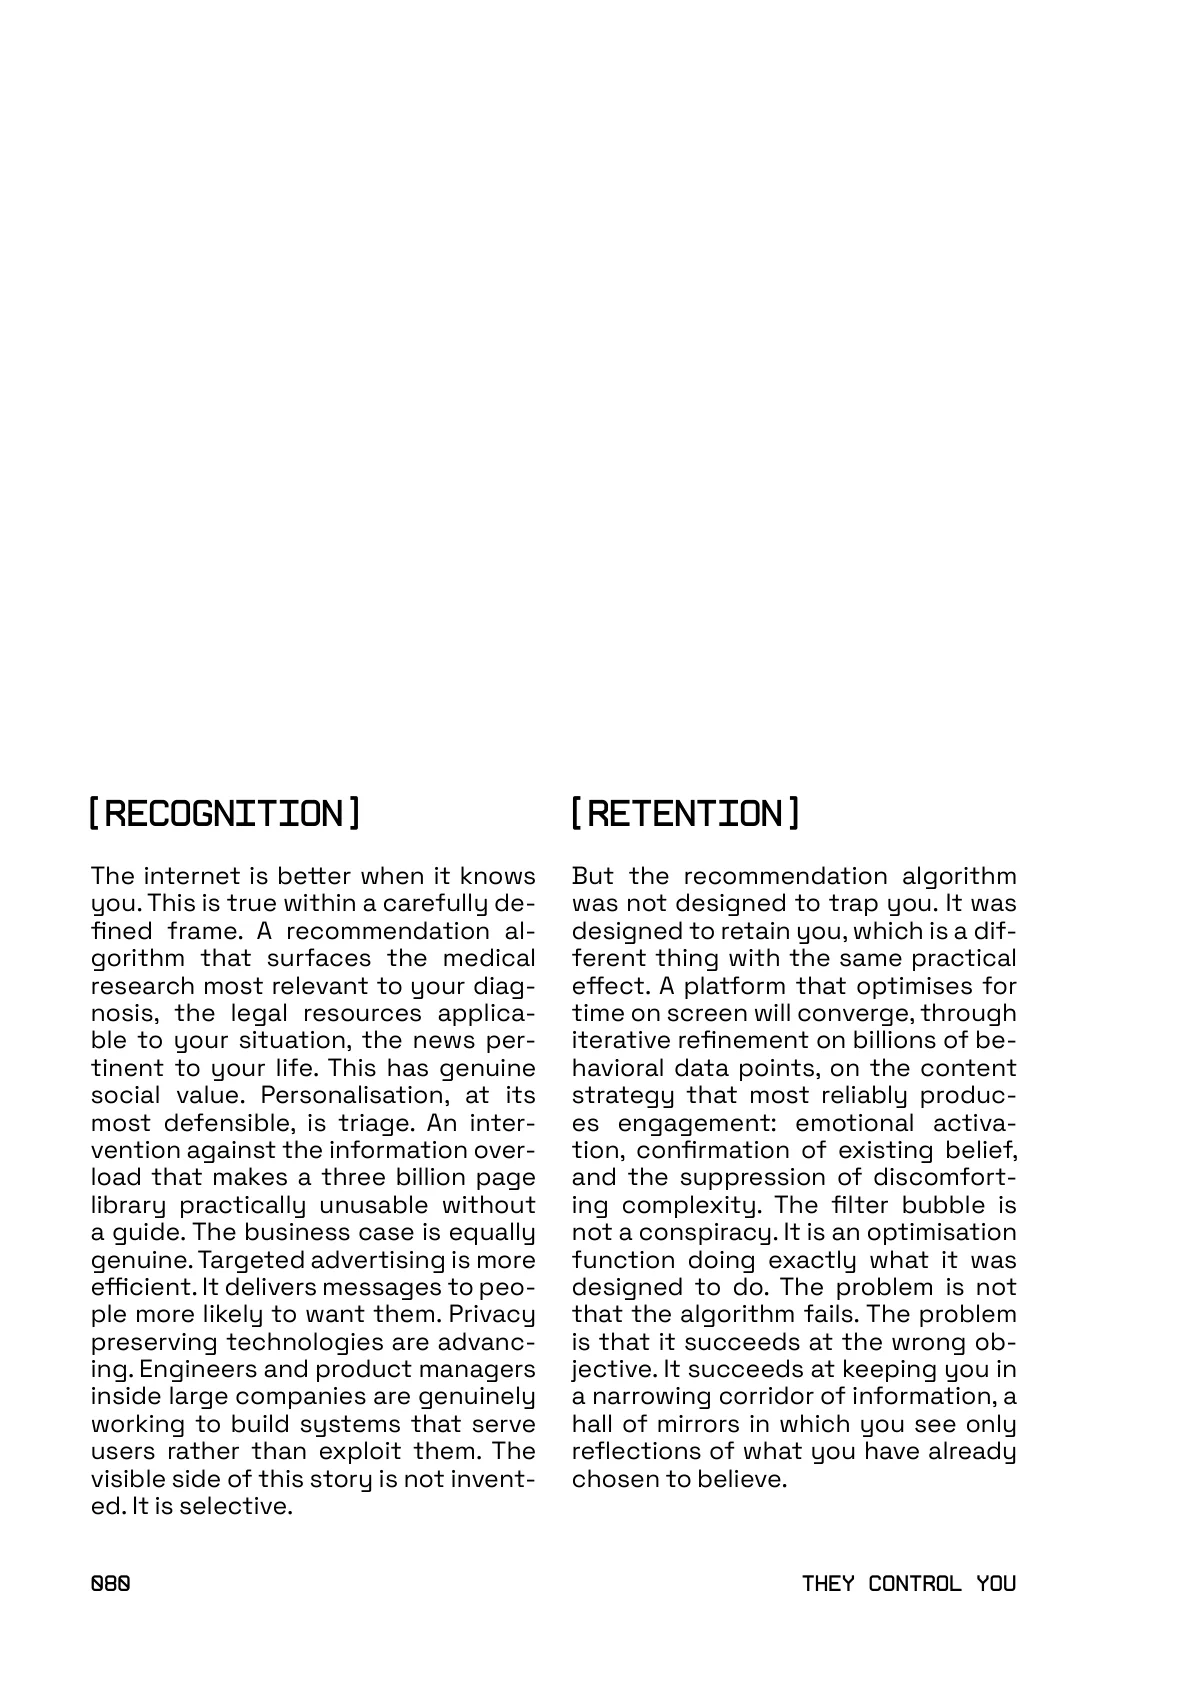 [RECOGNITION]
The internet is better when it knows
you. This is true within a carefully de-
fined frame. A recommendation al-
gorithm that surfaces the medical
research most relevant to your diag-
nosis, the legal resources applica-
ble to your situation, the news per-
tinent to your life. This has genuine
social value. Personalisation, at its
most defensible, is triage. An inter-
vention against the information over-
load that makes a three billion page
library practically unusable without
a guide. The business case is equally
genuine. Targeted advertising is more
efficient. It delivers messages to peo-
ple more likely to want them. Privacy
preserving technologies are advanc-
ing. Engineers and product managers
inside large companies are genuinely
working to build systems that serve
users rather than exploit them. The
visible side of this story is not invent-
ed. It is selective.
[RETENTION]
But the recommendation algorithm
was not designed to trap you. It was
designed to retain you, which is a dif-
ferent thing with the same practical
effect. A platform that optimises for
time on screen will converge, through
iterative refinement on billions of be-
havioral data points, on the content
strategy that most reliably produc-
es engagement: emotional activa-
tion, confirmation of existing belief,
and the suppression of discomfort-
ing complexity. The filter bubble is
not a conspiracy. It is an optimisation
function doing exactly what it was
designed to do. The problem is not
that the algorithm fails. The problem
is that it succeeds at the wrong ob-
jective. It succeeds at keeping you in
a narrowing corridor of information, a
hall of mirrors in which you see only
reflections of what you have already
chosen to believe.
080
THEY CONTROL YOU